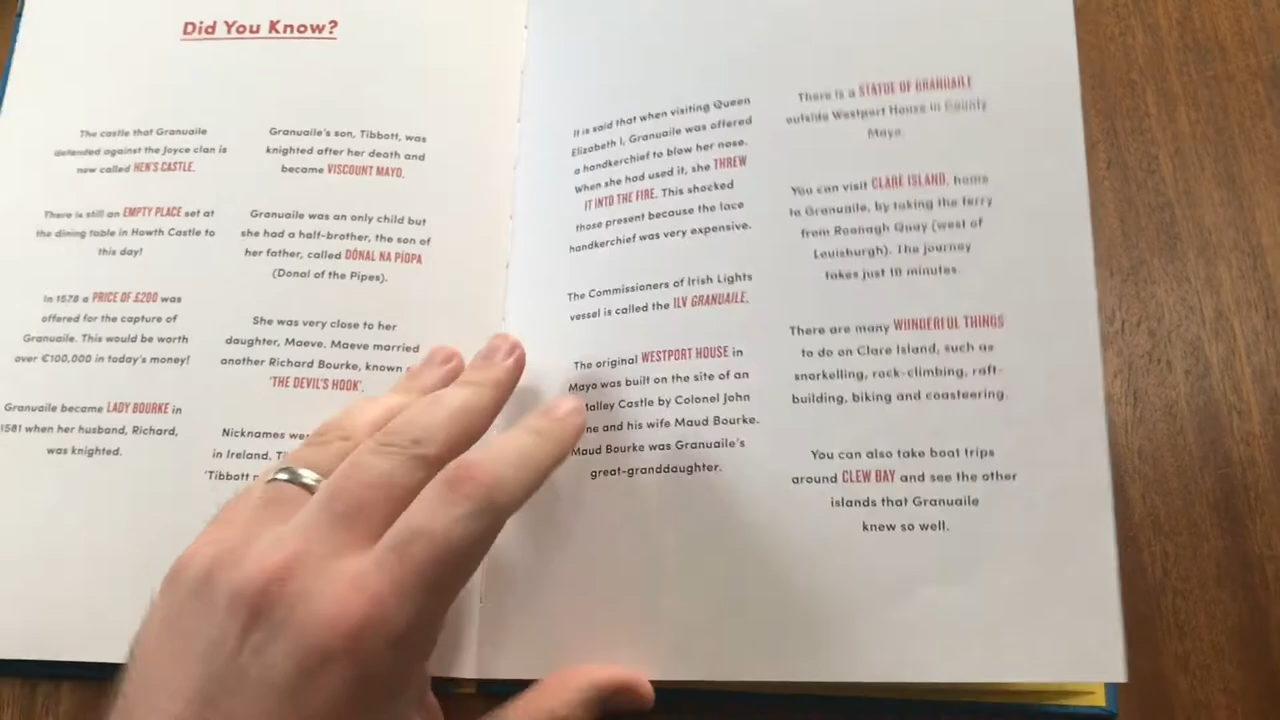 Did You Know?
The castle that Granuaile
defended against the Joyce clan is
now called HEN'S CASTLE.
There is still an EMPTY PLACE set at
the dining table in Howth Castle to
this day!
In 1578 a PRICE OF £200 was
offered for the capture of
Granuaile. This would be worth
over €100,000 in today's money!
Granuaile became LADY BOURKE in
1581 when her husband, Richard,
was knighted.
Granuaile's son, Tibbott, was
knighted after her death and
became VISCOUNT MAYO.
Granuaile was an only child but
she had a half-brother, the son of
her father, called DÓNAL NA PÍOPA
(Donal of the Pipes).
She was very close to her
daughter, Maeve. Maeve married
another Richard Bourke, known
'THE DEVIL'S HOOK'.
Nicknames
in Ireland.
'Tibbott
It is said that when visiting Queen
Elizabeth I, Granuaile was offered
a handkerchief to blow her nose.
When she had used it, she THREW
IT INTO THE FIRE. This shocked
those present because the lace
handkerchief was very expensive.
The Commissioners of Irish Lights
vessel is called the ILV GRANUAILE.
The original WESTPORT HOUSE in
Mayo was built on the site of an
Castle by Colonel John
and his wife Maud Bourke.
Maud Bourke was Granuaile's
great-granddaughter.
There is a STATUE OF GRANUAILE
outside Westport House in County
Mayo.
You can visit CLARE ISLAND, home
to Granuaile, by taking the ferry
from Roonagh Quay (west of
Louisburgh). The journey
takes just 10 minutes.
There are many WONDERFUL THINGS
to do on Clare Island, such as
snorkelling, rock-climbing, raft-
building, biking and coasteering.
You can also take boat trips
around CLEW BAY and see the other
islands that Granuaile
knew so well.